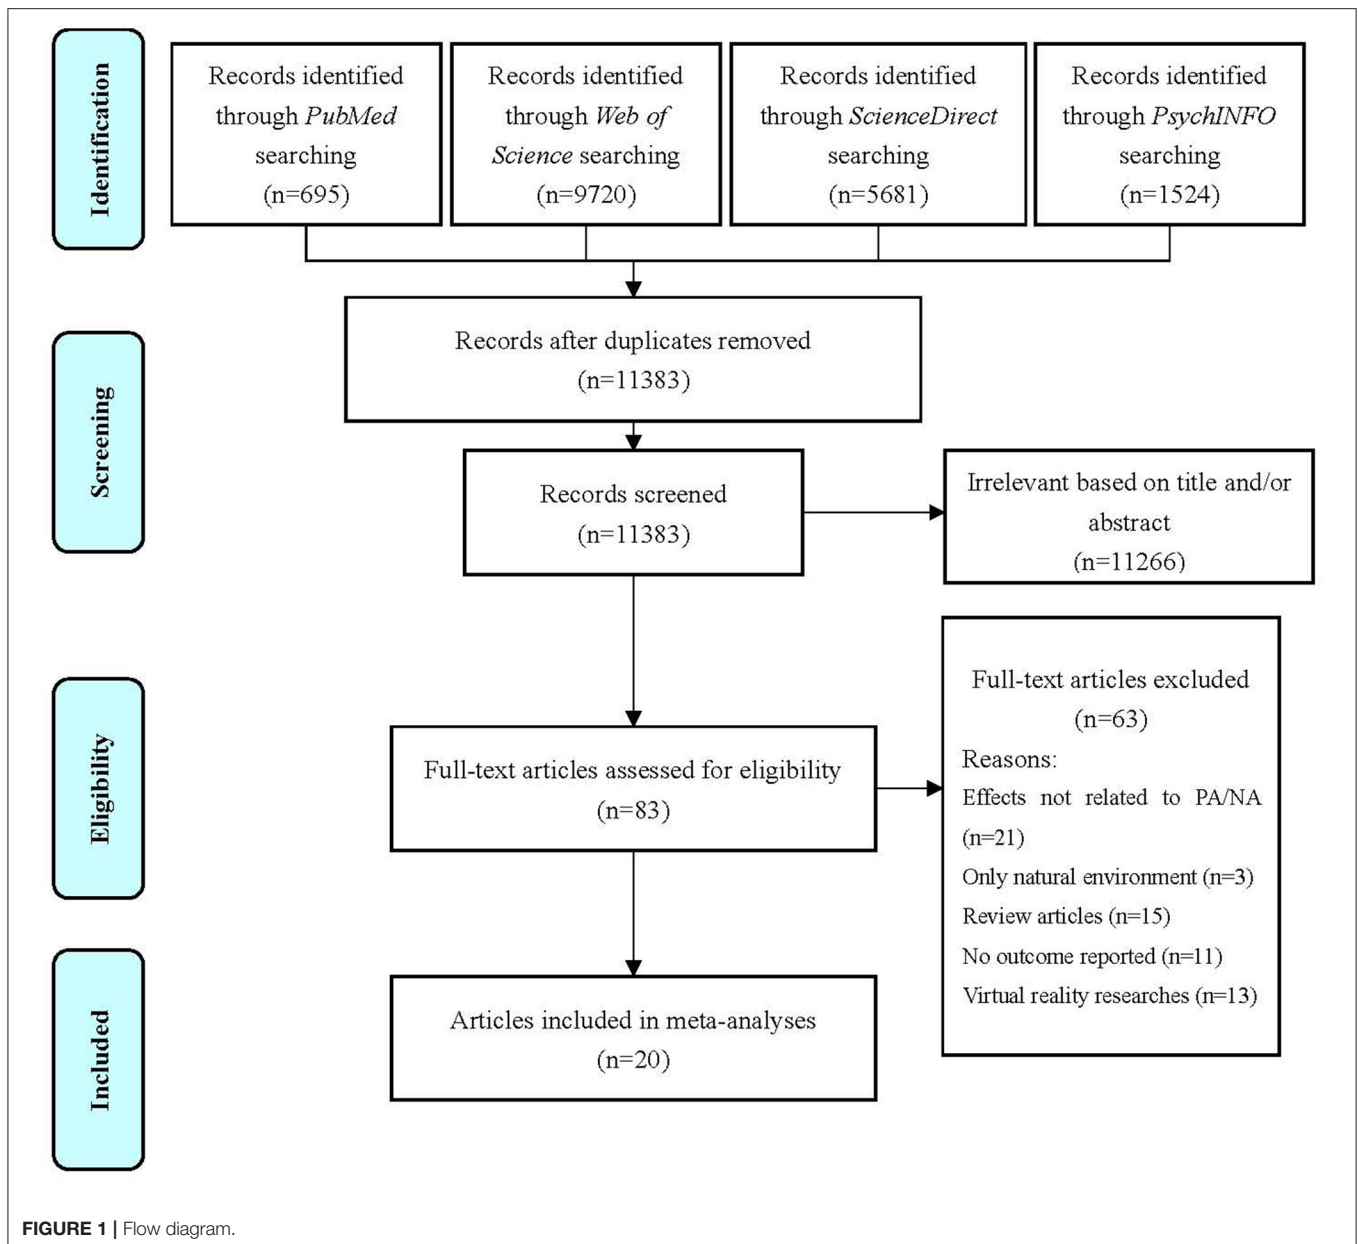 Identification
Records identified
through PubMed
searching
(n=695)
Records identified
through Web of
Science searching
(n=9720)
Records identified
through ScienceDirect
searching
(n=5681)
Records identified
through PsychINFO
searching
(n=1524)
Screening
Records after duplicates removed
(n=11383)
Records screened
(n=11383)
Irrelevant based on title and/or
abstract
(n=11266)
Eligibility
Full-text articles assessed for eligibility
(n=83)
Full-text articles excluded
(n=63)
Reasons:
Effects not related to PA/NA
(n=21)
Only natural environment (n=3)
Review articles (n=15)
No outcome reported (n=11)
Virtual reality researches (n=13)
Included
Articles included in meta-analyses
(n=20)
FIGURE 1 | Flow diagram.